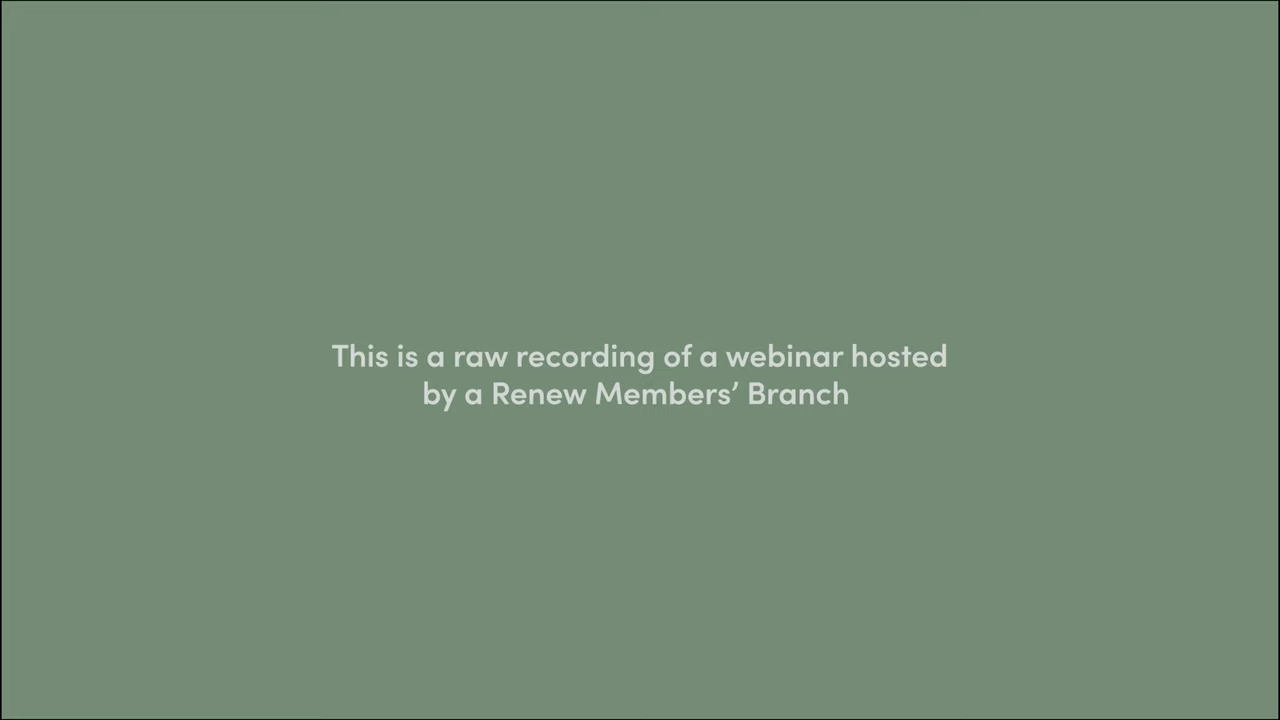 This is a raw recording of a webinar hosted
by a Renew Members’ Branch